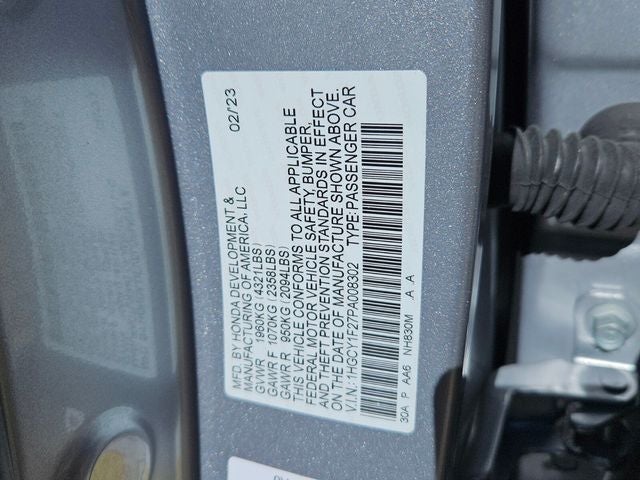 MFD. BY HONDA DEVELOPMENT & 02/'23
MANUFACTURING OF AMERICA, LLC
GVWR 1960KG (4321LBS)
GAWR F 1070KG (2358LBS)
GAWR R 950KG (2094LBS)
THIS VEHICLE CONFORMS TO ALL APPLICABLE
FEDERAL MOTOR VEHICLE SAFETY, BUMPER,
AND THEFT PREVENTION STANDARDS IN EFFECT
ON THE DATE OF MANUFACTURE SHOWN ABOVE.
V.I.N.: 1HGCY1F27PA008302 TYPE: PASSENGER CAR
30A P AA6 NH830M A A